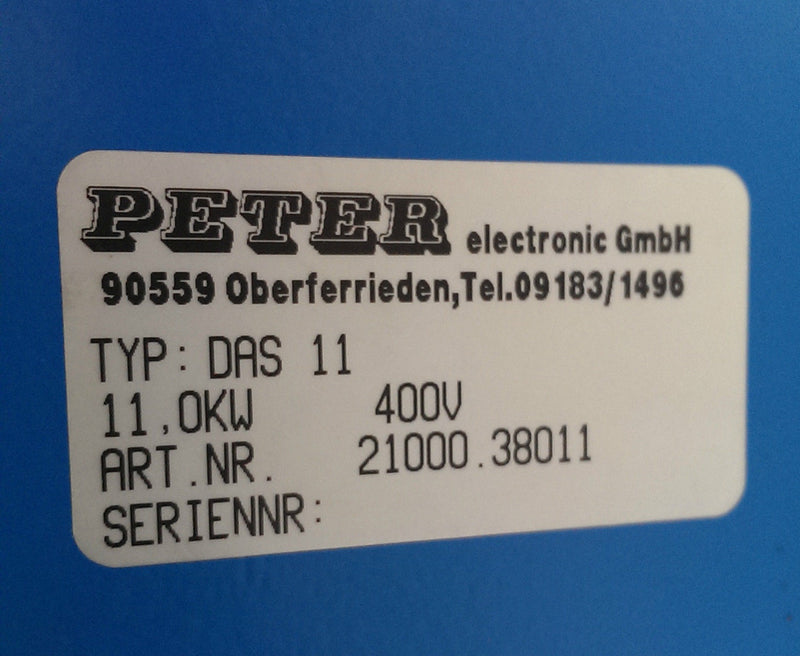 PETER electronic GmbH
90559 Oberferrieden,Tel.09183/1496
TYP: DAS 11
11,0KW 400V
ART.NR. 21000.38011
SERIENNR: